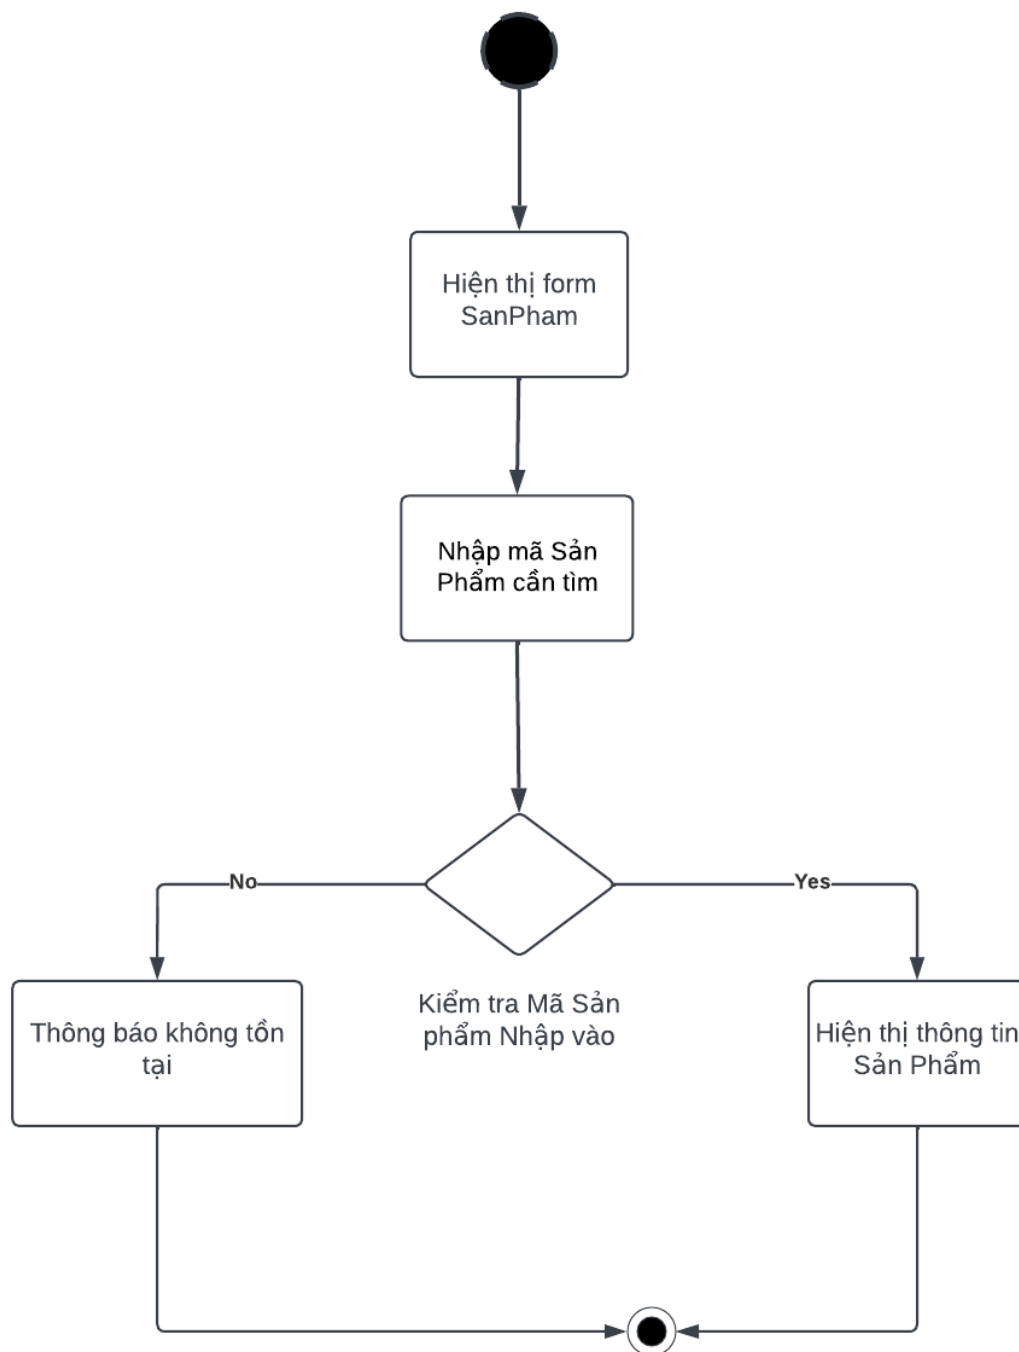 Hiện thị form
SanPham
Nhập mã Sản
Phẩm cần tìm
No
Yes
Thông báo không tồn
tại
Kiểm tra Mã Sản
phẩm Nhập vào
Hiện thị thông tin
Sản Phẩm